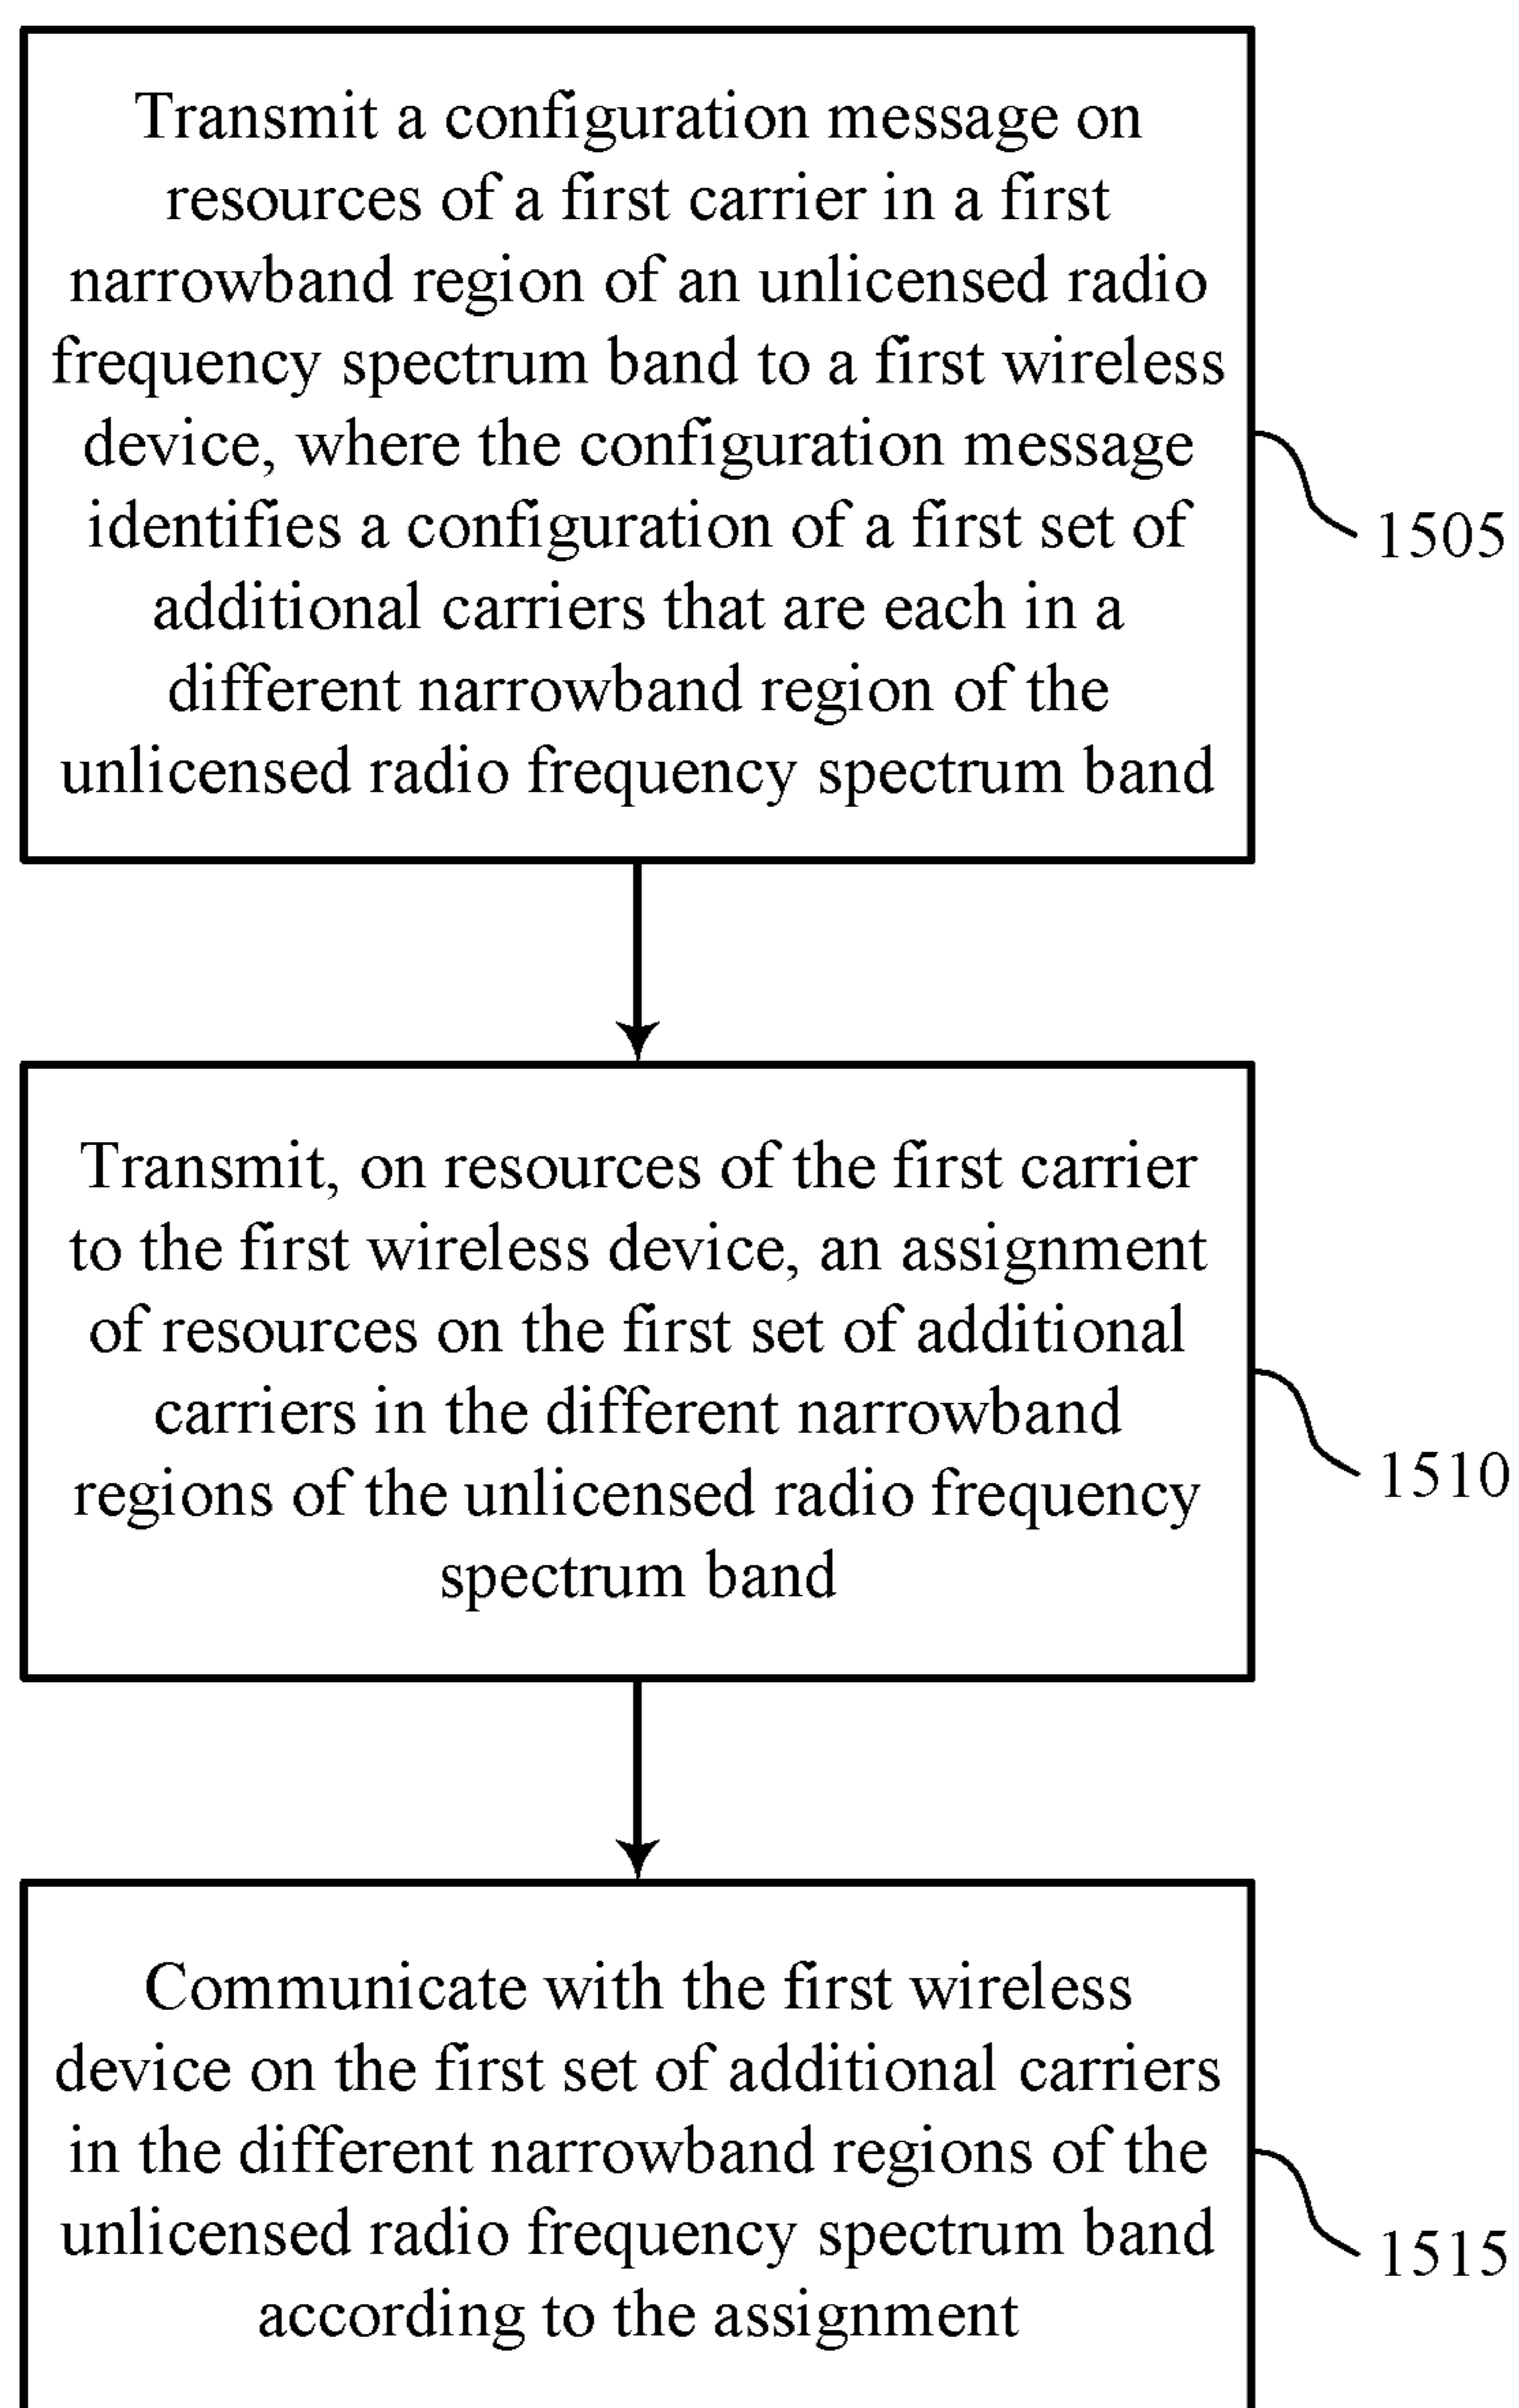 Transmit a configuration message on
resources of a first carrier in a first
narrowband region of an unlicensed radio
frequency spectrum band to a first wireless
device, where the configuration message
identifies a configuration of a first set of
additional carriers that are each in a
different narrowband region of the
unlicensed radio frequency spectrum band
1505
Transmit, on resources of the first carrier
to the first wireless device, an assignment
of resources on the first set of additional
carriers in the different narrowband
regions of the unlicensed radio frequency
spectrum band
1510
Communicate with the first wireless
device on the first set of additional carriers
in the different narrowband regions of the
unlicensed radio frequency spectrum band
according to the assignment
1515